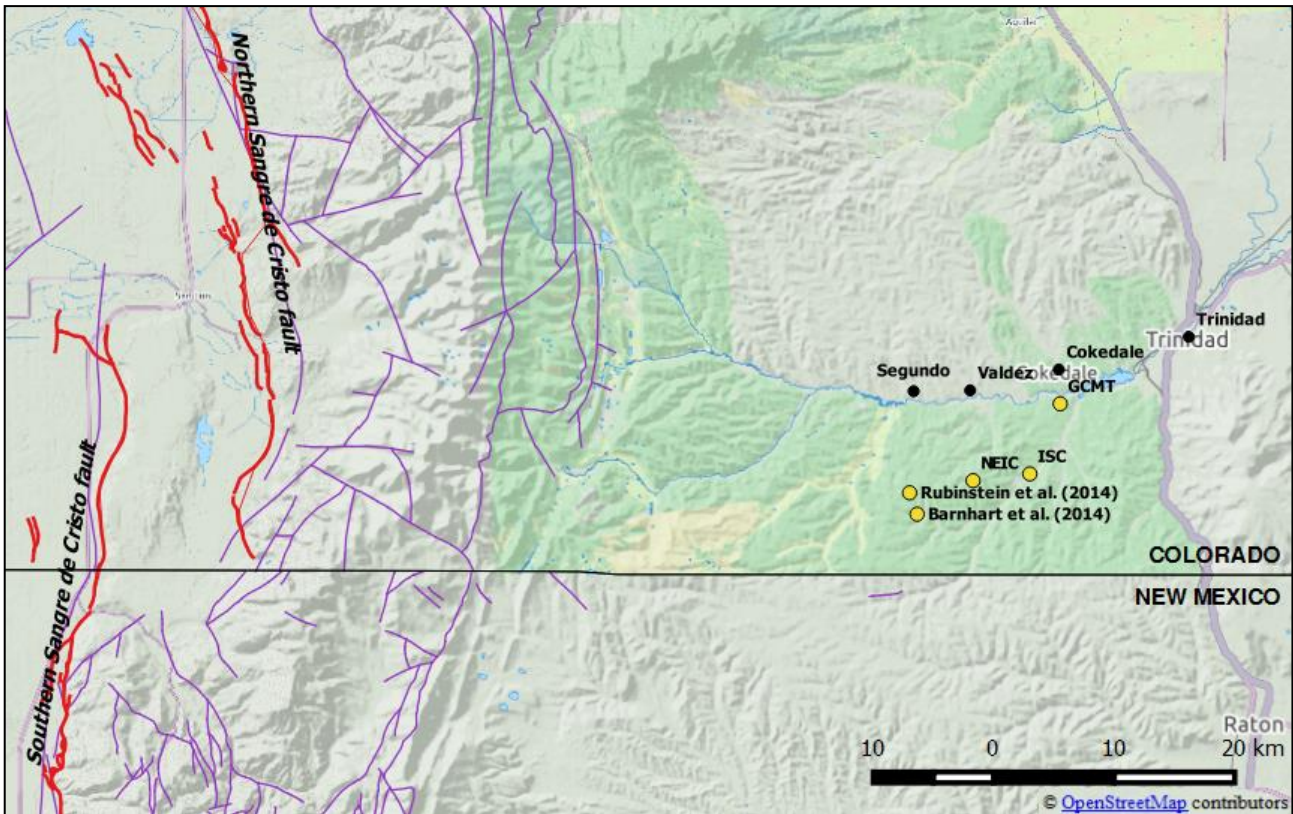 Aguilar
Northern Sangre de Cristo fault
Trinidad
Trinidad
Cokedale
Cokedale
Segundo
Valdez
GCMT
NEIC
ISC
Rubinstein et al. (2014)
Barnhart et al. (2014)
Southern Sangre de Cristo fault
COLORADO
NEW MEXICO
Raton
10 0 10 20 km
© OpenStreetMap contributors